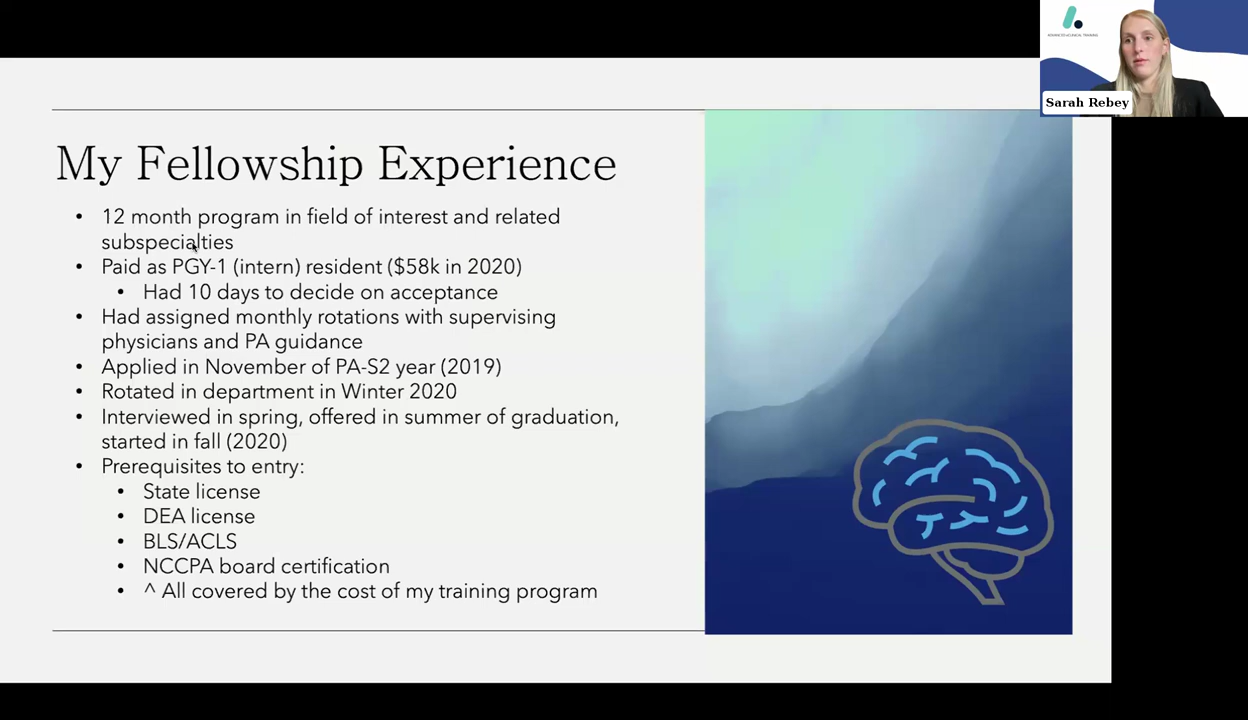 ADVANCED CLINICAL TRAINING
Sarah Rebey
My Fellowship Experience
• 12 month program in field of interest and related
subspecialties
• Paid as PGY-1 (intern) resident ($58k in 2020)
• Had 10 days to decide on acceptance
• Had assigned monthly rotations with supervising
physicians and PA guidance
• Applied in November of PA-S2 year (2019)
• Rotated in department in Winter 2020
• Interviewed in spring, offered in summer of graduation,
started in fall (2020)
• Prerequisites to entry:
• State license
• DEA license
• BLS/ACLS
• NCCPA board certification
• ^ All covered by the cost of my training program